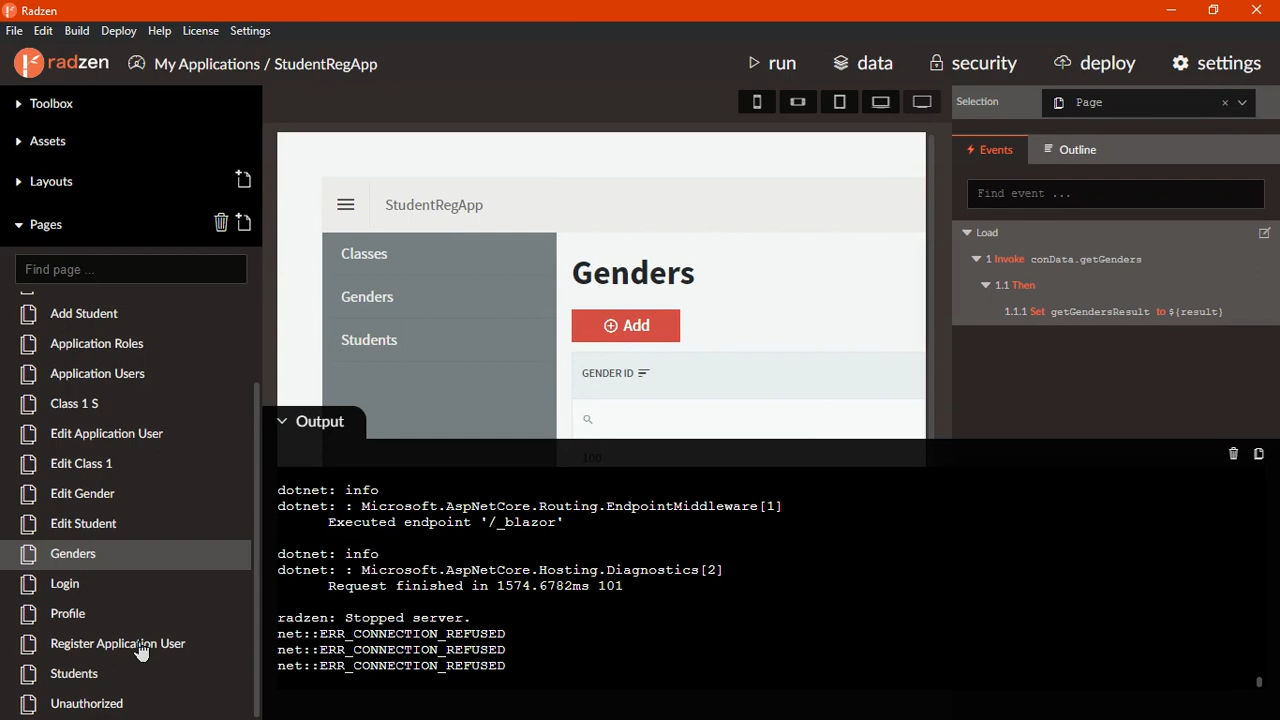 Radzen
File Edit Build Deploy Help License Settings
radzen My Applications / StudentRegApp run data security deploy settings
Toolbox
Assets
Layouts
Pages
Find page ...
Add Student
Application Roles
Application Users
Class 1 S
Edit Application User
Edit Class 1
Edit Gender
Edit Student
Genders
Login
Profile
Register Application User
Students
Unauthorized
StudentRegApp
Classes
Genders
Students
Genders
Add
GENDER ID
100
Selection Page
Events Outline
Find event ...
Load
1 Invoke conData.getGenders
1.1 Then
1.1.1 Set getGendersResult to ${result}
Output
dotnet: info
dotnet: : Microsoft.AspNetCore.Routing.EndpointMiddleware[1]
Executed endpoint '/_blazor'
dotnet: info
dotnet: : Microsoft.AspNetCore.Hosting.Diagnostics[2]
Request finished in 1574.6782ms 101
radzen: Stopped server.
net::ERR_CONNECTION_REFUSED
net::ERR_CONNECTION_REFUSED
net::ERR_CONNECTION_REFUSED